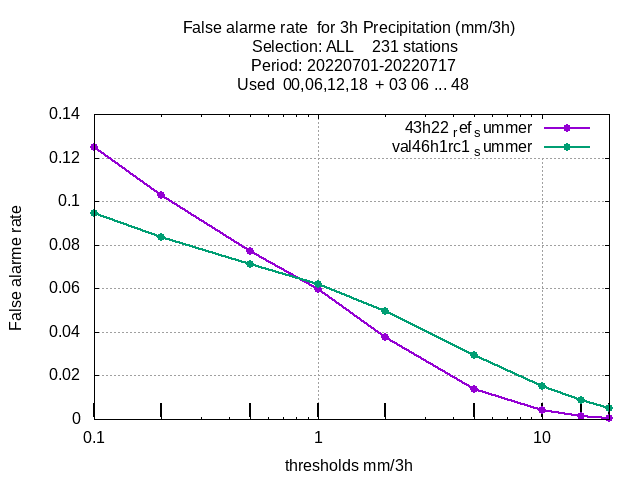 False alarme rate  for 3h Precipitation (mm/3h)
Selection: ALL    231 stations
Period: 20220701-20220717
Used  00,06,12,18  + 03 06 ... 48
43h22 ref s ummer
val46h1rc1 s ummer
0.14
0.12
0.1
0.08
0.06
0.04
0.02
0
False alarme rate
0.1 1 10
thresholds mm/3h